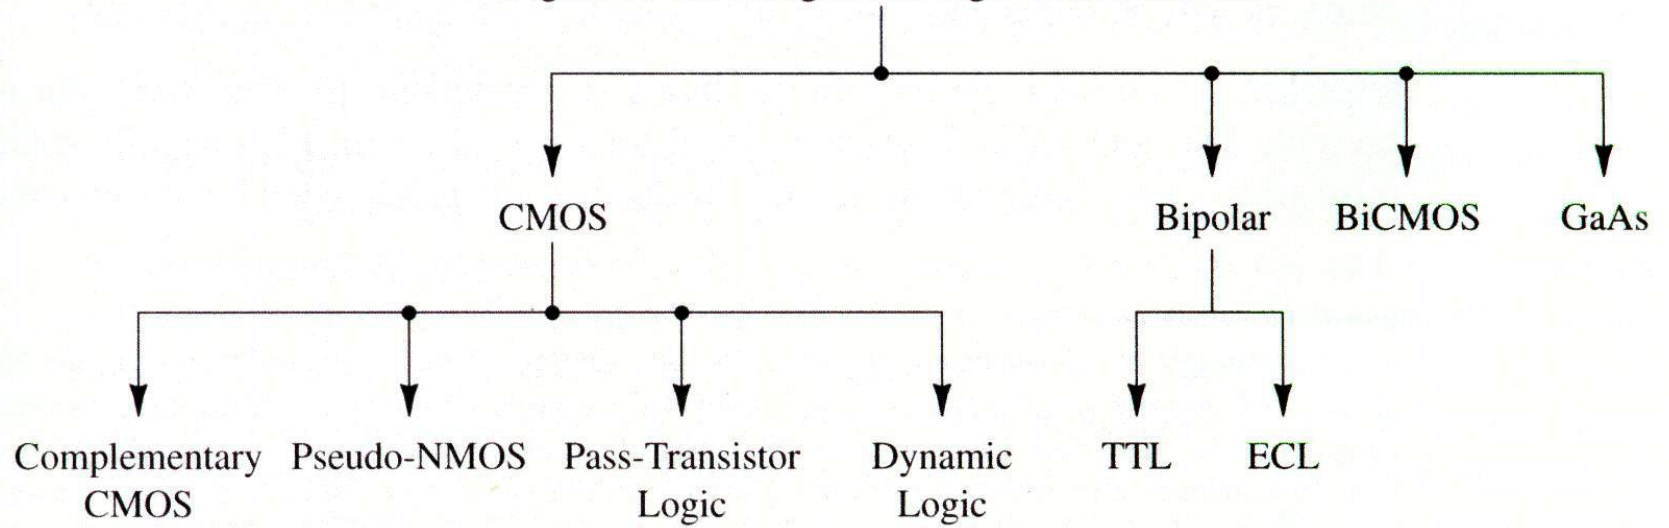 CMOS Bipolar BiCMOS GaAs
Complementary Pseudo-NMOS Pass-Transistor Dynamic TTL ECL
CMOS Logic Logic